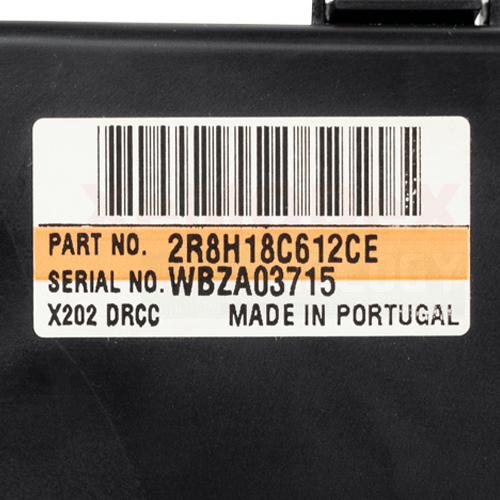 PART NO. 2R8H18C612CE
SERIAL NO. WBZA03715
X202 DRCC MADE IN PORTUGAL